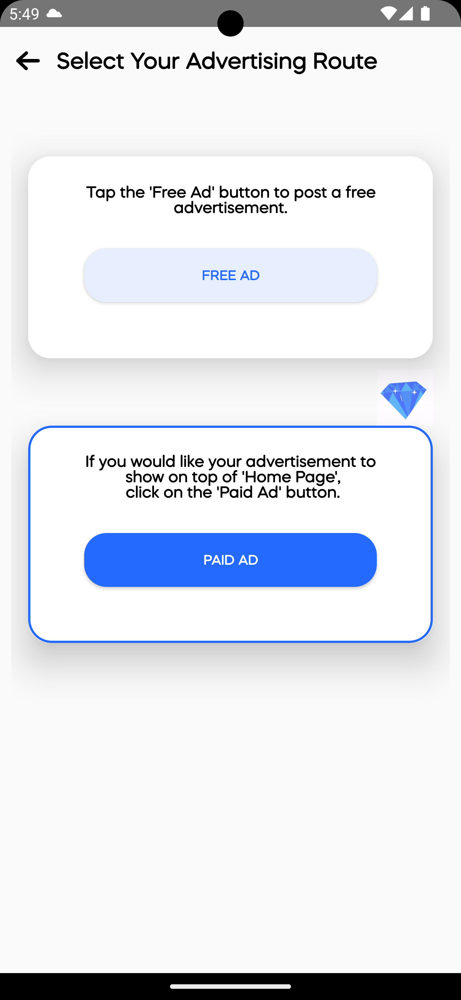 5:49
Select Your Advertising Route
Tap the 'Free Ad' button to post a free
advertisement.
FREE AD
If you would like your advertisement to
show on top of 'Home Page',
click on the 'Paid Ad' button.
PAID AD